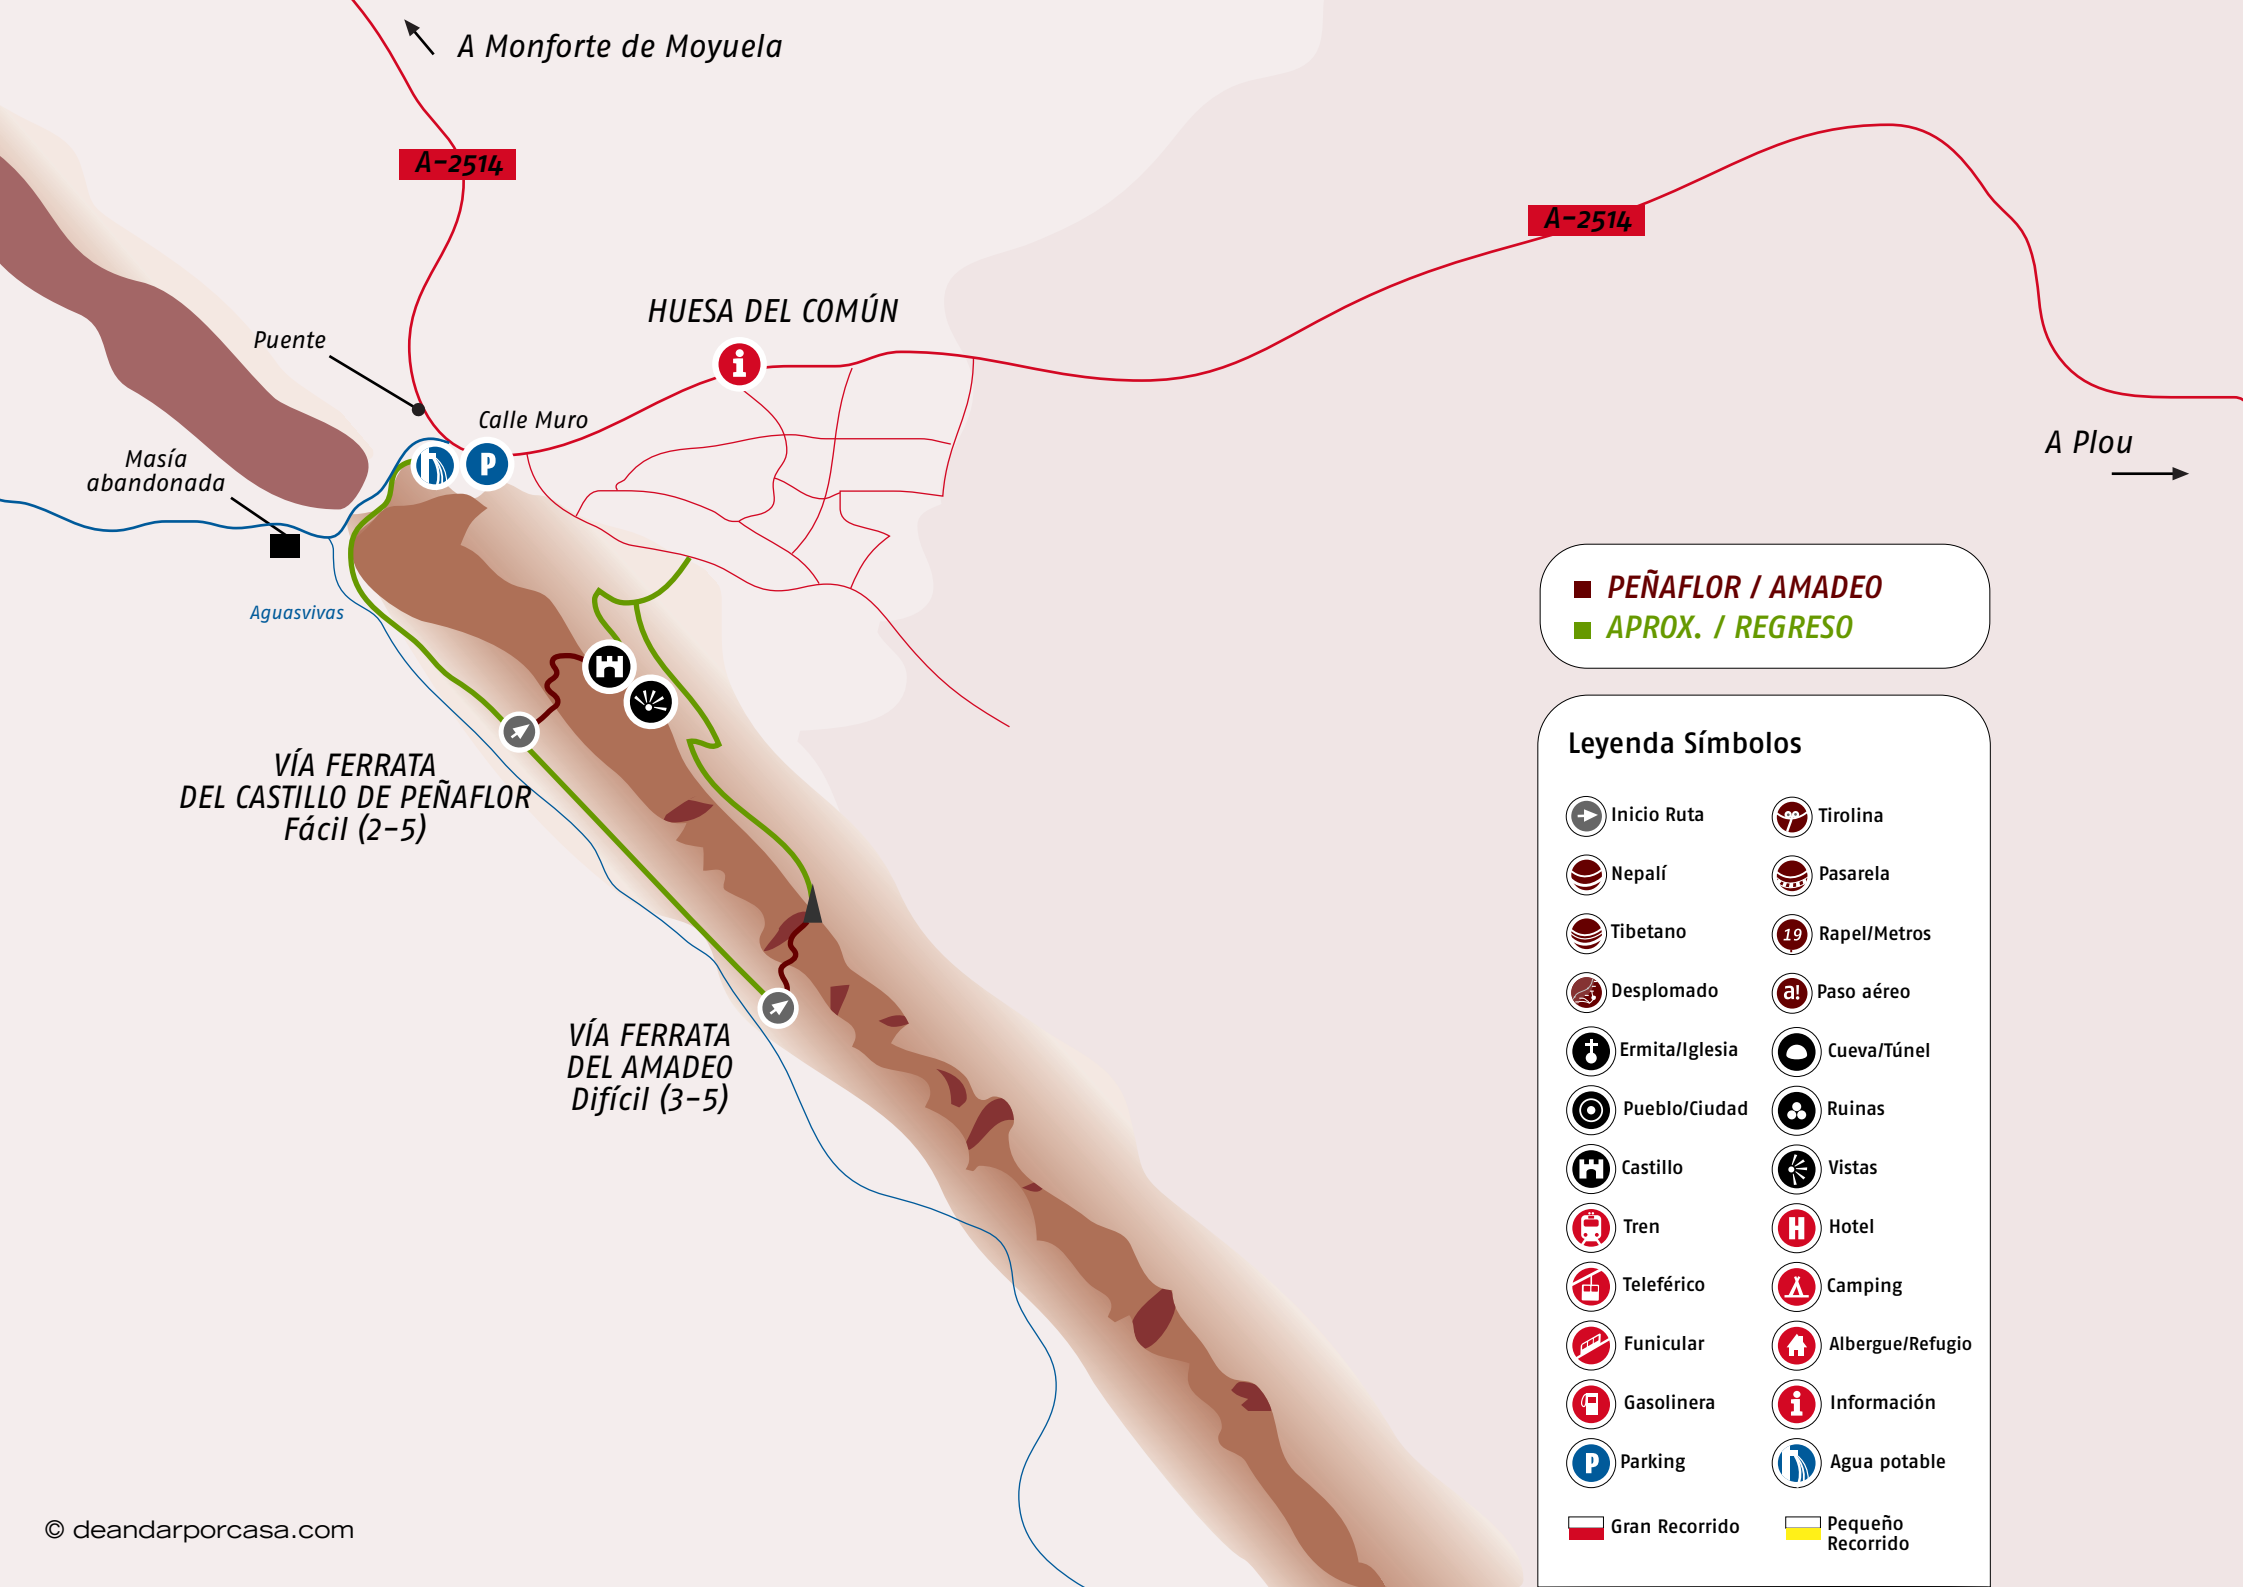 A Monforte de Moyuela
A-2514
A-2514
HUESA DEL COMÚN
Puente
Calle Muro
A Plou
Masía
abandonada
Aguasvivas
VÍA FERRATA
DEL CASTILLO DE PEÑAFLOR
Fácil (2-5)
VÍA FERRATA
DEL AMADEO
Difícil (3-5)
PEÑAFLOR / AMADEO
APROX. / REGRESO
Leyenda Símbolos
Inicio Ruta
Tirolina
Nepalí
Pasarela
Tibetano
19
Rapel/Metros
Desplomado
a!
Paso aéreo
Ermita/Iglesia
Cueva/Túnel
Pueblo/Ciudad
Ruinas
Castillo
Vistas
Tren
H
Hotel
Teleférico
Camping
Funicular
Albergue/Refugio
Gasolinera
i
Información
P
Parking
Agua potable
Gran Recorrido
Pequeño
Recorrido
i
P
© deandarporcasa.com